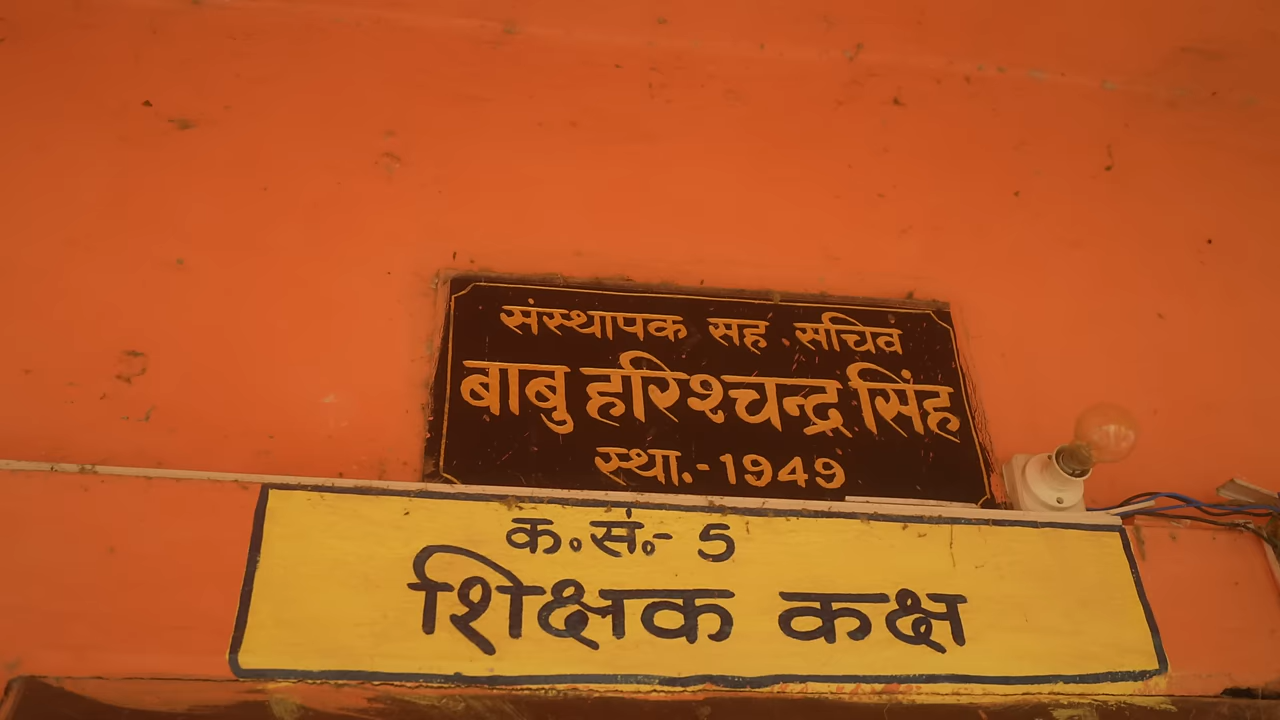 संस्थापक सह सचिव
बाबु हरिश्चन्द्र सिंह
स्था.-1949
क.सं.- 5
शिक्षक कक्ष